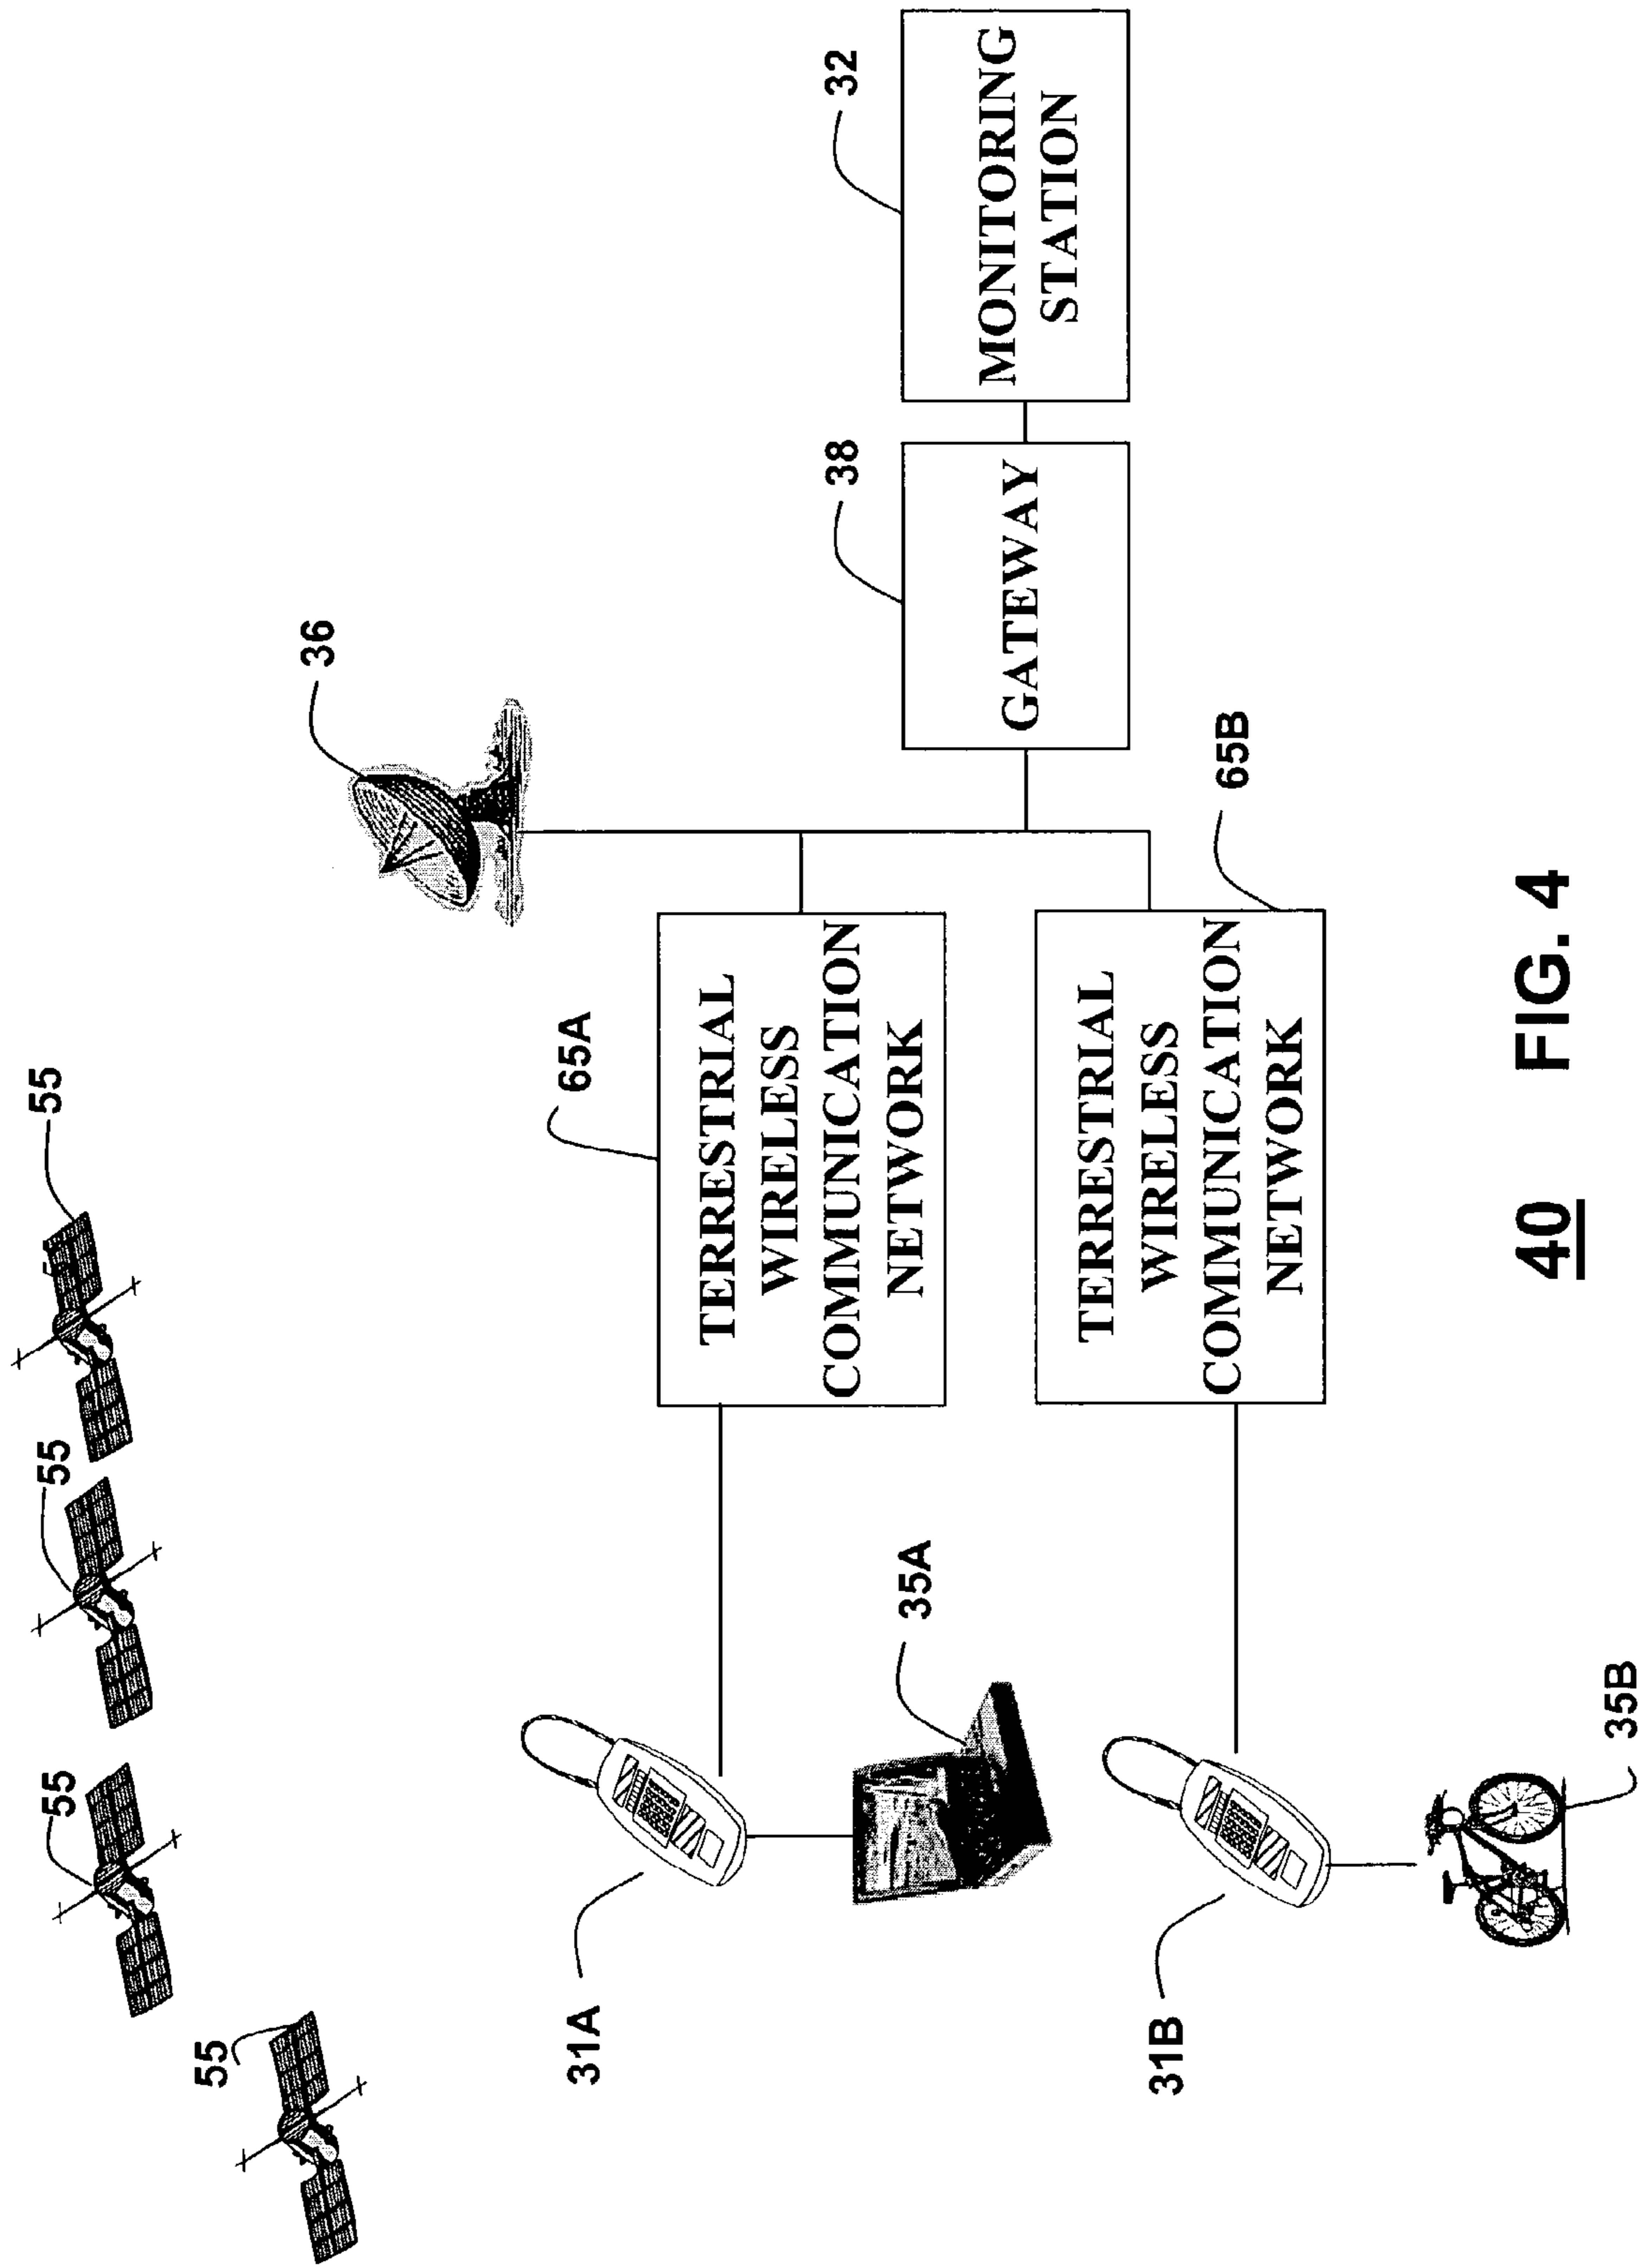 55
55
55
55
36
31A
35A
65A
TERRESTRIAL
WIRELESS
COMMUNICATION
NETWORK
38
GATEWAY
32
MONITORING
STATION
31B
35B
65B
TERRESTRIAL
WIRELESS
COMMUNICATION
NETWORK
40 FIG. 4